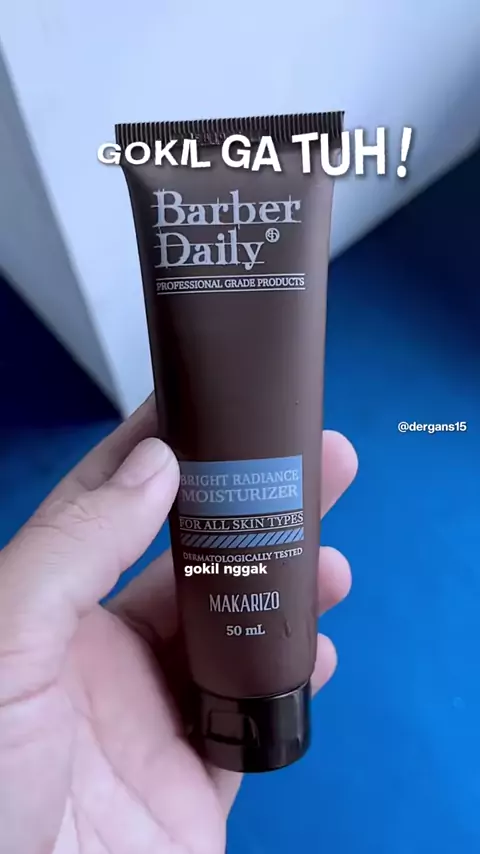 GOKIL GA TUH!
Barber
Daily
PROFESSIONAL GRADE PRODUCTS
@dergans15
BRIGHT RADIANCE
MOISTURIZER
FOR ALL SKIN TYPES
DERMATOLOGICALLY TESTED
gokil nggak
MAKARIZO
50 mL